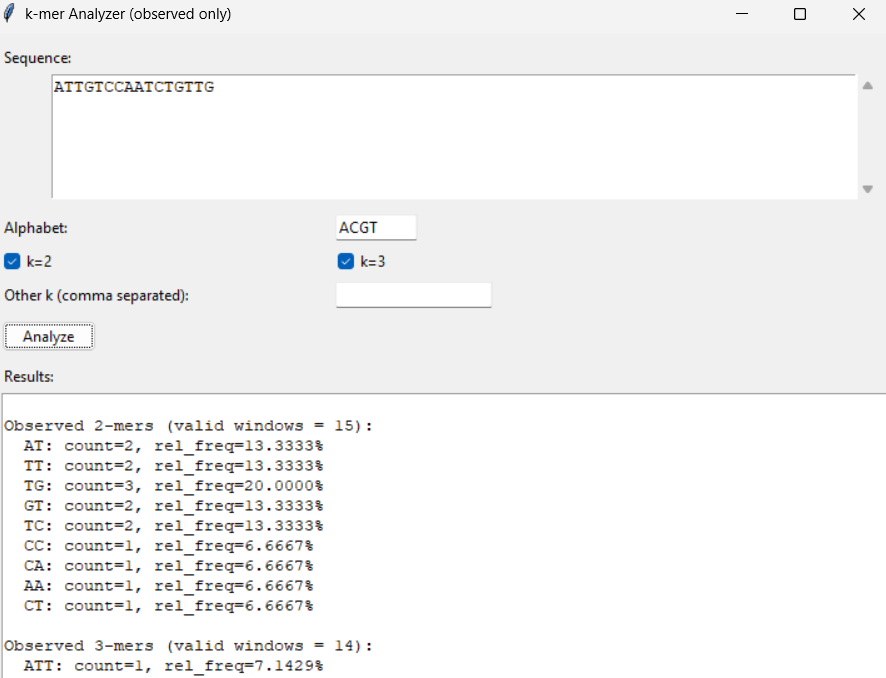 k-mer Analyzer (observed only)
Sequence:
ATTGTCCAATCTGTTG
Alphabet: ACGT
k=2 k=3
Other k (comma separated):
Analyze
Results:
Observed 2-mers (valid windows = 15):
AT: count=2, rel_freq=13.3333%
TT: count=2, rel_freq=13.3333%
TG: count=3, rel_freq=20.0000%
GT: count=2, rel_freq=13.3333%
TC: count=2, rel_freq=13.3333%
CC: count=1, rel_freq=6.6667%
CA: count=1, rel_freq=6.6667%
AA: count=1, rel_freq=6.6667%
CT: count=1, rel_freq=6.6667%
Observed 3-mers (valid windows = 14):
ATT: count=1, rel_freq=7.1429%